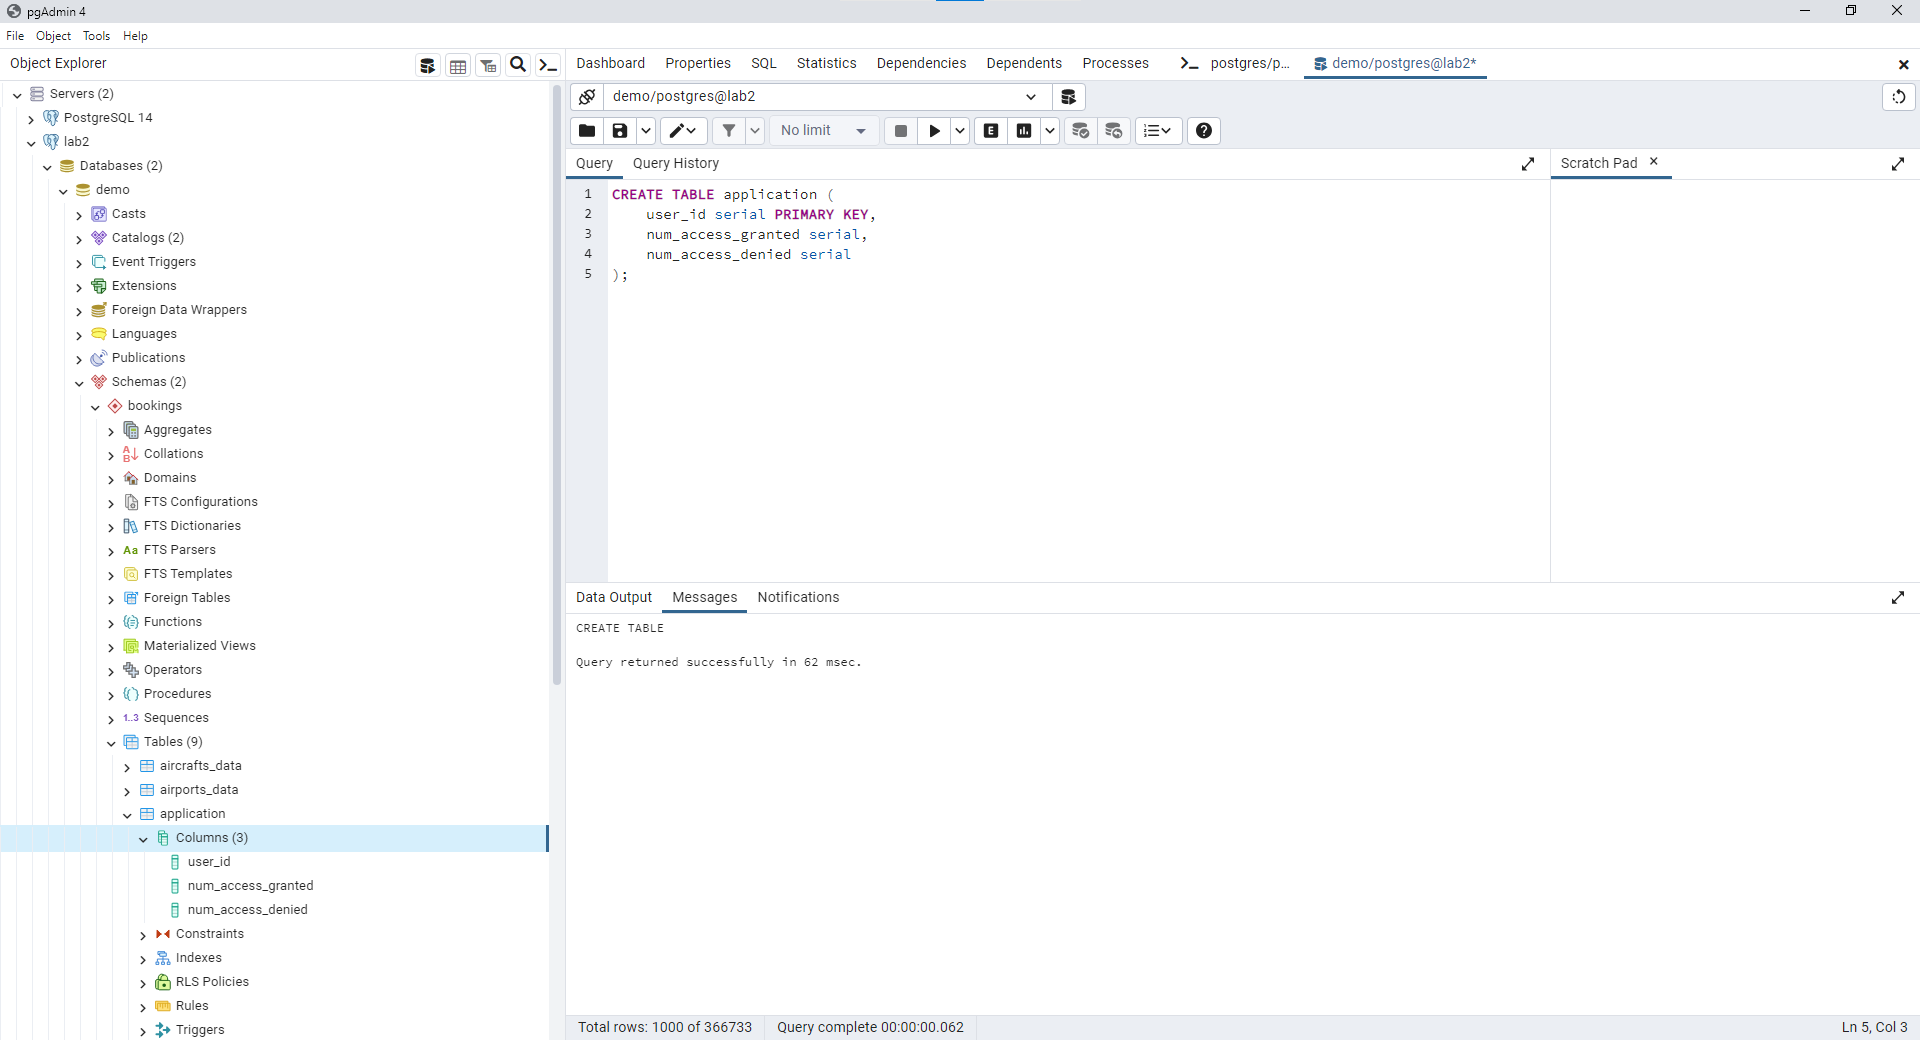 pgAdmin 4
File Object Tools Help
Object Explorer
Dashboard Properties SQL Statistics Dependencies Dependents Processes postgres/p... demo/postgres@lab2*
demo/postgres@lab2
No limit
E
Query Query History
Scratch Pad
1 CREATE TABLE application (
2 user_id serial PRIMARY KEY,
3 num_access_granted serial,
4 num_access_denied serial
5 );
Data Output Messages Notifications
CREATE TABLE
Query returned successfully in 62 msec.
Total rows: 1000 of 366733 Query complete 00:00:00.062 Ln 5, Col 3
Servers (2)
PostgreSQL 14
lab2
Databases (2)
demo
Casts
Catalogs (2)
Event Triggers
Extensions
Foreign Data Wrappers
Languages
Publications
Schemas (2)
bookings
Aggregates
Collations
Domains
FTS Configurations
FTS Dictionaries
Aa FTS Parsers
FTS Templates
Foreign Tables
Functions
Materialized Views
Operators
Procedures
1..3 Sequences
Tables (9)
aircrafts_data
airports_data
application
Columns (3)
user_id
num_access_granted
num_access_denied
Constraints
Indexes
RLS Policies
Rules
Triggers